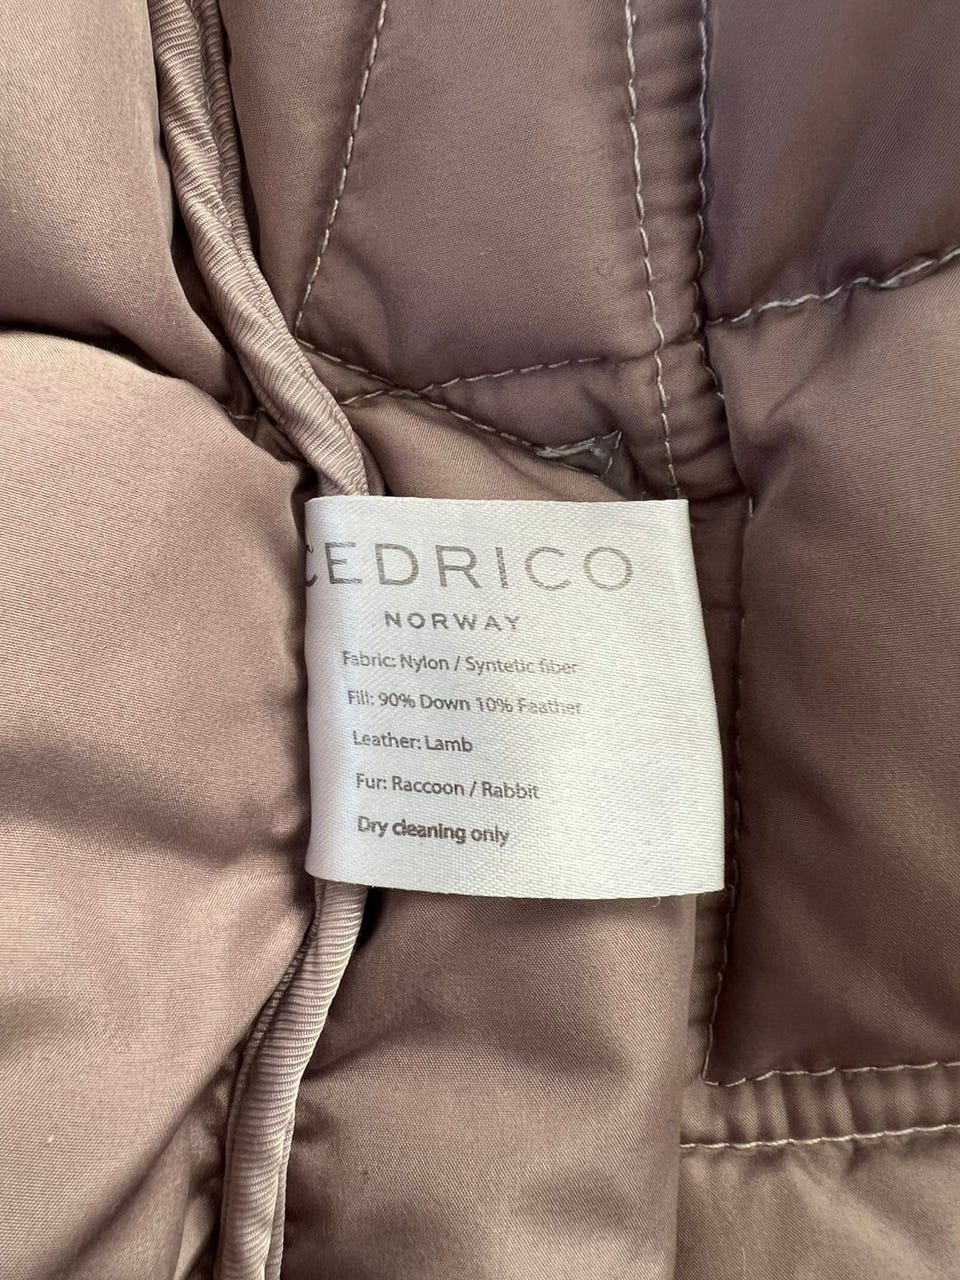 CEDRICO
NORWAY
Fabric: Nylon / Syntetic fiber
Fill: 90% Down 10% Feather
Leather: Lamb
Fur: Raccoon / Rabbit
Dry cleaning only